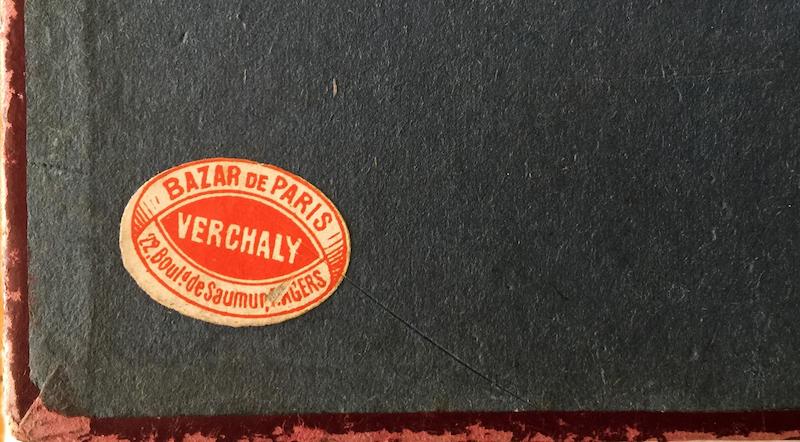 BAZAR DE PARIS
VERCHALY
22, Boul.d de Saumur, ANGERS